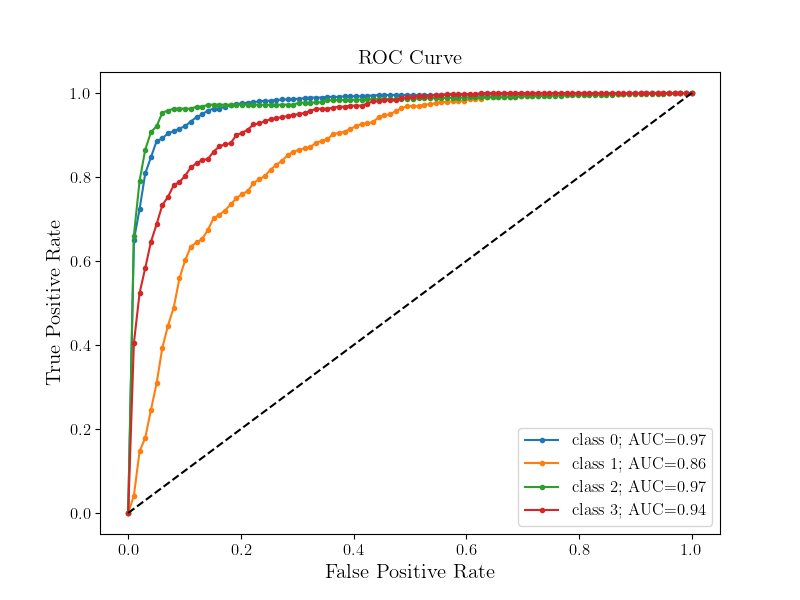 ROC Curve
True Positive Rate
1.0
0.8
0.6
0.4
0.2
0.0
0.0 0.2 0.4 0.6 0.8 1.0
False Positive Rate
class 0; AUC=0.97
class 1; AUC=0.86
class 2; AUC=0.97
class 3; AUC=0.94